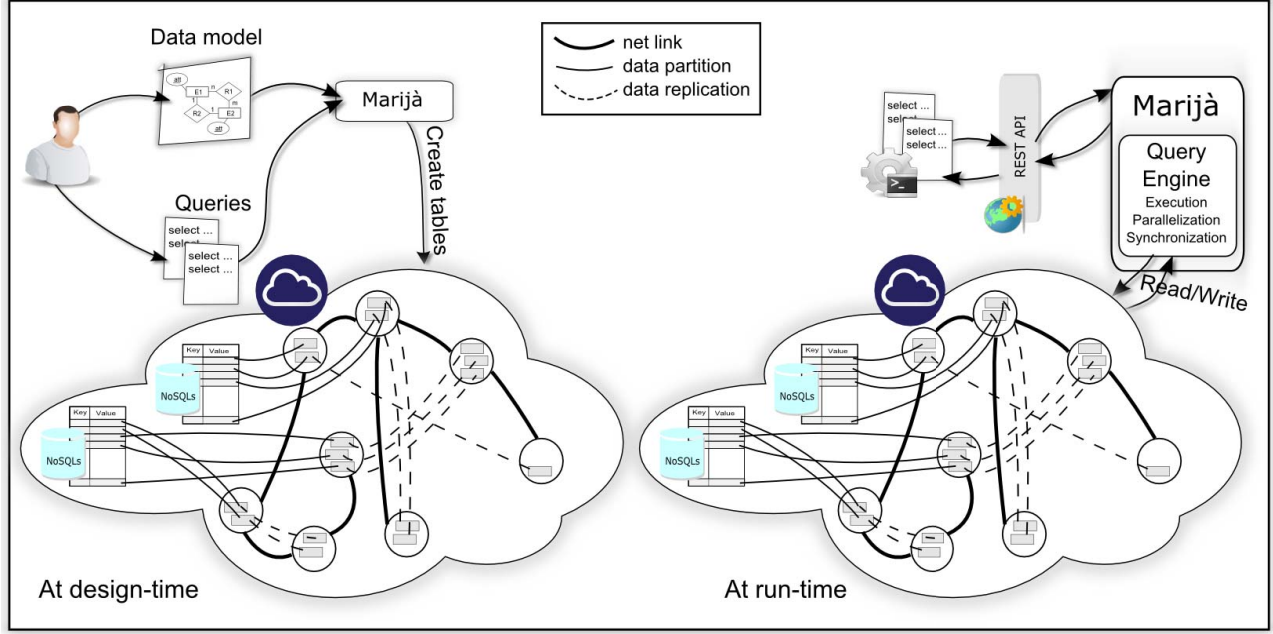 Data model
att
E1
n
R1
1
m
R2
1
E2
att
Marijà
Create tables
Queries
select ...
select ...
select ...
select ...
net link
data partition
data replication
Key Value
NoSQLs
Key Value
NoSQLs
At design-time
select ...
select ...
select ...
>_
REST API
Marijà
Query
Engine
Execution
Parallelization
Synchronization
Read/Write
Key Value
NoSQLs
Key Value
NoSQLs
At run-time